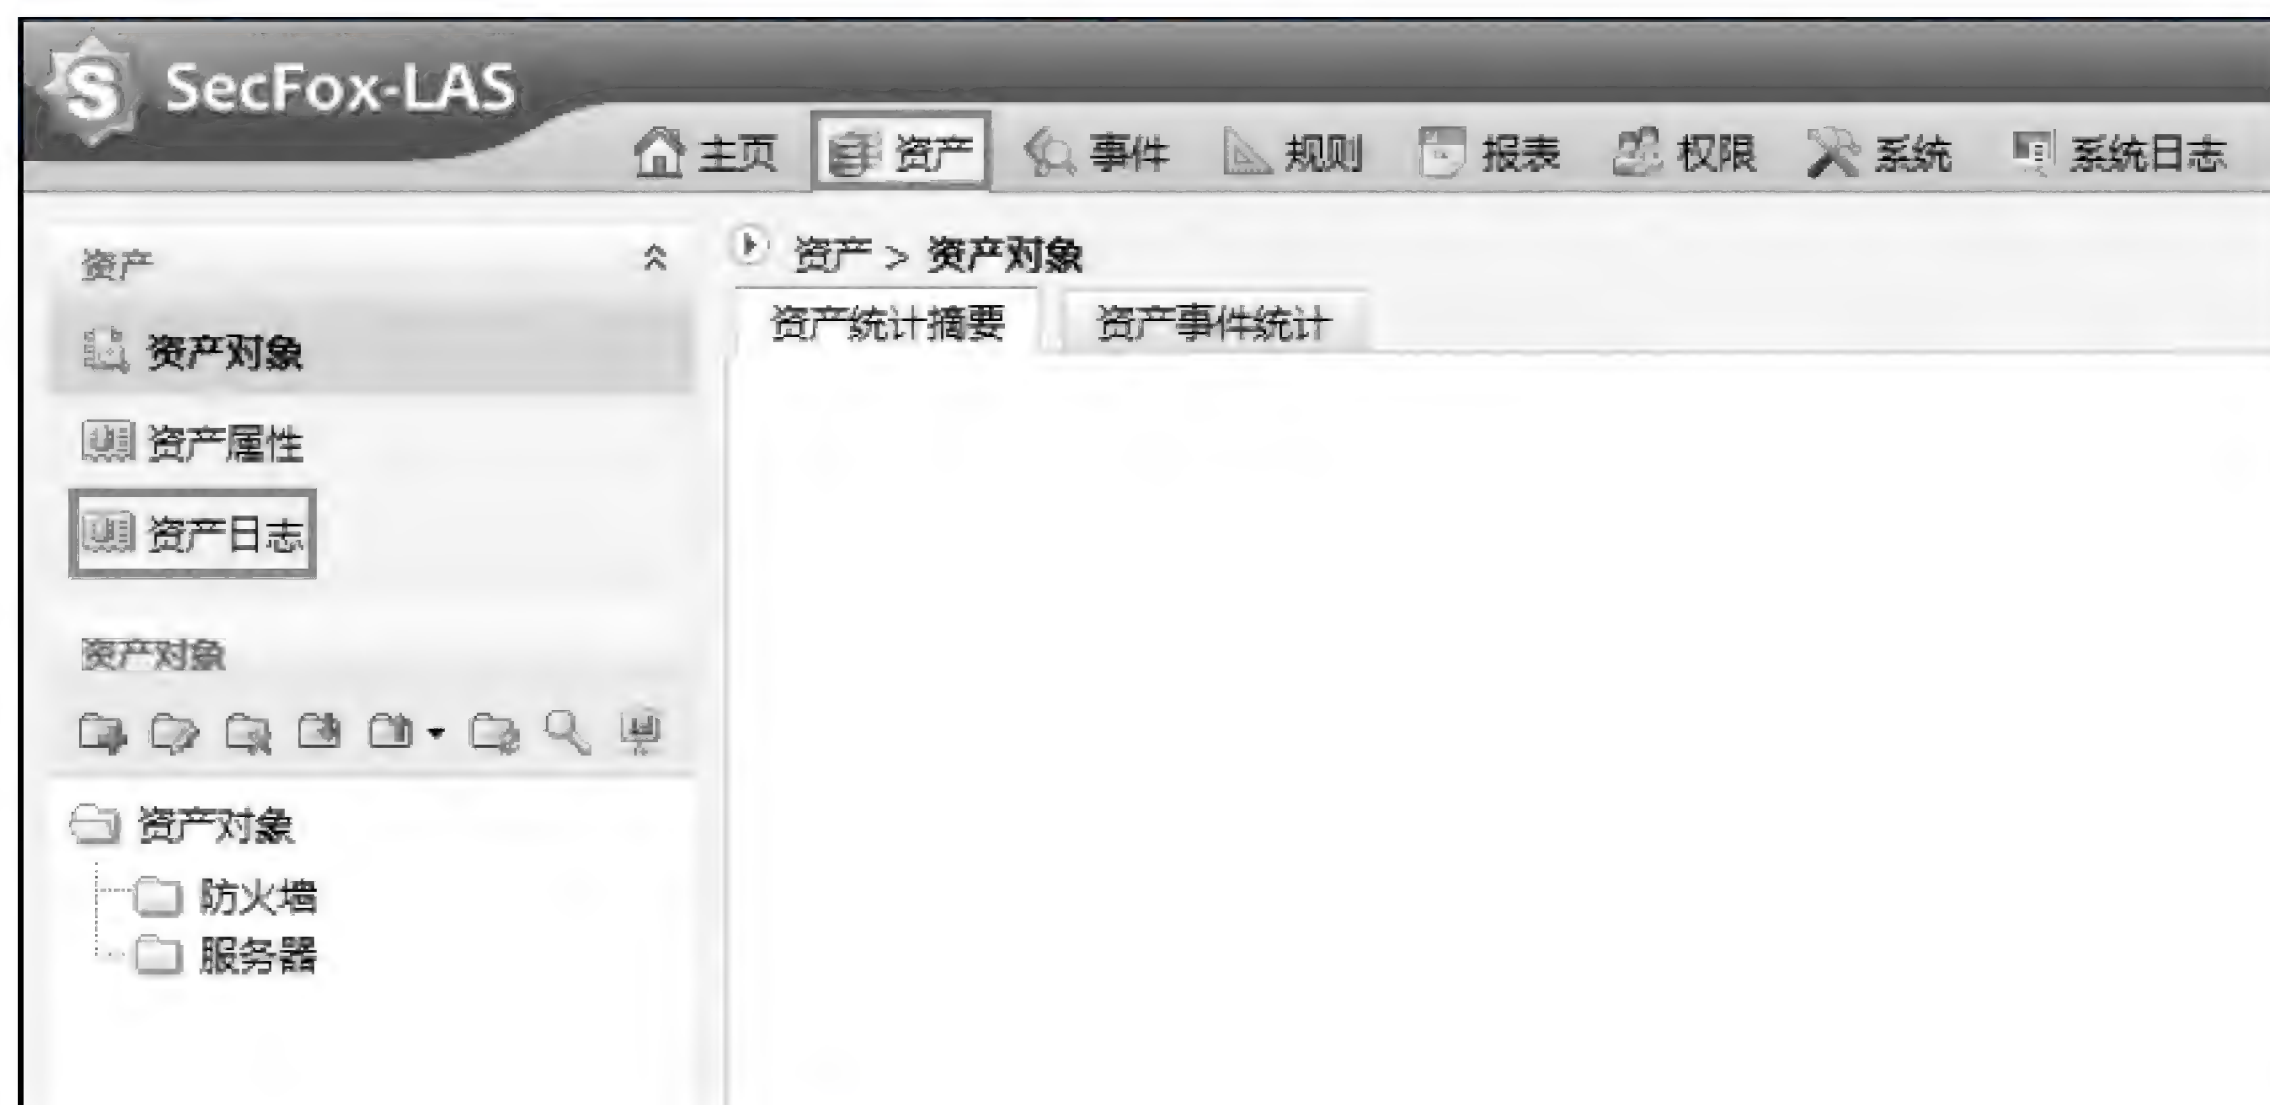 SecFox-LAS
主页 资产 事件 规则 报表 权限 系统 系统日志
资产
资产对象
资产属性
资产日志
资产对象
资产对象
防火墙
服务器
资产 > 资产对象
资产统计摘要 资产事件统计